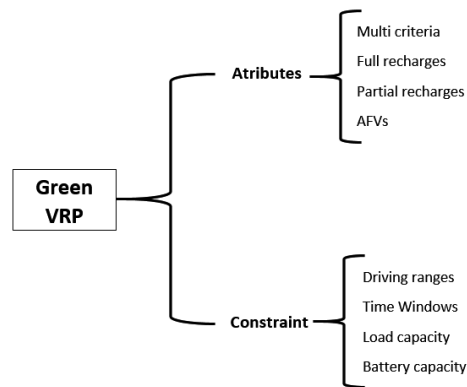 Green
VRP
Atributes
Multi criteria
Full recharges
Partial recharges
AFVs
Constraint
Driving ranges
Time Windows
Load capacity
Battery capacity